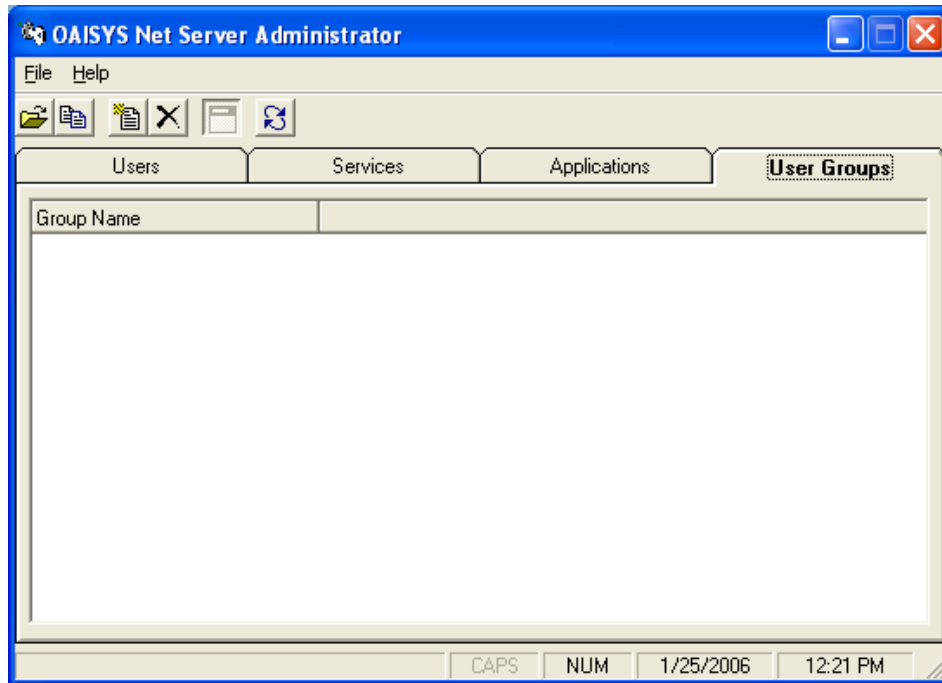 OAISYS Net Server Administrator
File Help
Users Services Applications User Groups
Group Name
CAPS NUM 1/25/2006 12:21 PM